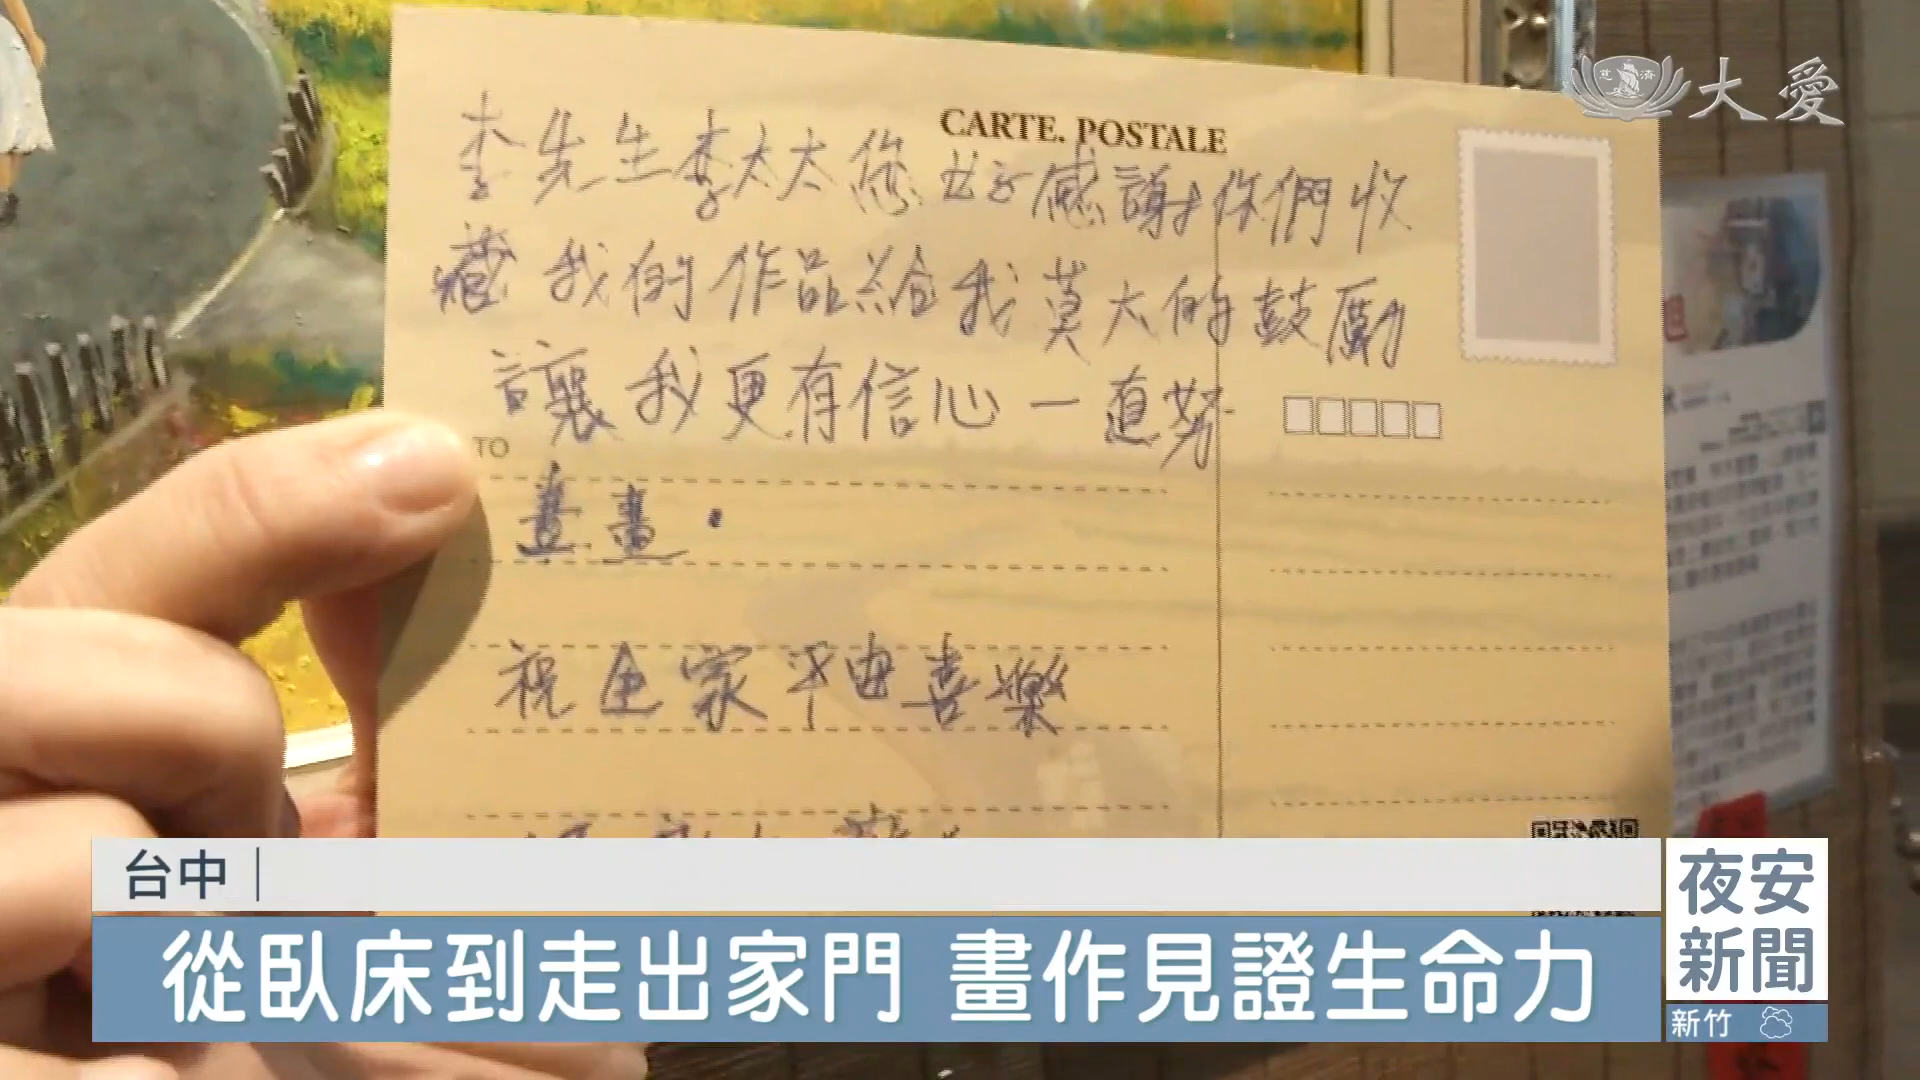 大愛
CARTE. POSTALE
李先生李太太您好感謝你們收
藏我的作品給我莫大的鼓勵
讓我更有信心一直努
TO
畫畫.
祝全家平由喜樂
台中
從臥床到走出家門 畫作見證生命力
夜安
新聞
新竹